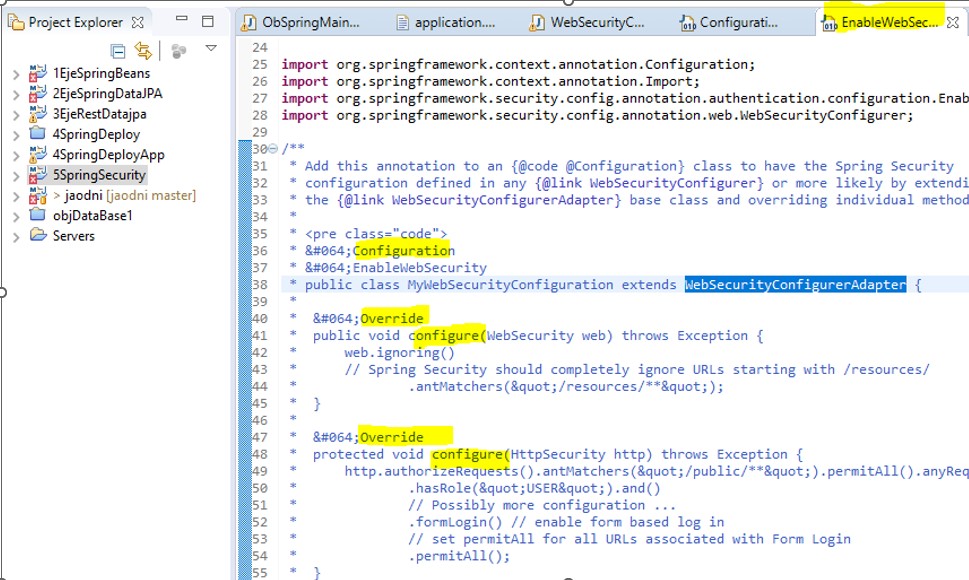 Project Explorer
1EjeSpringBeans
2EjeSpringDataJPA
3EjeRestDatajpa
4SpringDeploy
4SpringDeployApp
5SpringSecurity
> jaodni [jaodni master]
objDataBase1
Servers
ObSpringMain...
application....
WebSecurityC...
Configurati...
EnableWebSec...
24
25 import org.springframework.context.annotation.Configuration;
26 import org.springframework.context.annotation.Import;
27 import org.springframework.security.config.annotation.authentication.configuration.Enab
28 import org.springframework.security.config.annotation.web.WebSecurityConfigurer;
29
30 /**
31 * Add this annotation to an {@code @Configuration} class to have the Spring Security
32 * configuration defined in any {@link WebSecurityConfigurer} or more likely by extendi
33 * the {@link WebSecurityConfigurerAdapter} base class and overriding individual method
34 *
35 * <pre class="code">
36 * &#064;Configuration
37 * &#064;EnableWebSecurity
38 * public class MyWebSecurityConfiguration extends WebSecurityConfigurerAdapter {
39 *
40 * &#064;Override
41 * public void configure(WebSecurity web) throws Exception {
42 * web.ignoring()
43 * // Spring Security should completely ignore URLs starting with /resources/
44 * .antMatchers(&quot;/resources/**&quot;);
45 * }
46 *
47 * &#064;Override
48 * protected void configure(HttpSecurity http) throws Exception {
49 * http.authorizeRequests().antMatchers(&quot;/public/**&quot;).permitAll().anyReq
50 * .hasRole(&quot;USER&quot;).and()
51 * // Possibly more configuration ...
52 * .formLogin() // enable form based log in
53 * // set permitAll for all URLs associated with Form Login
54 * .permitAll();
55 * }